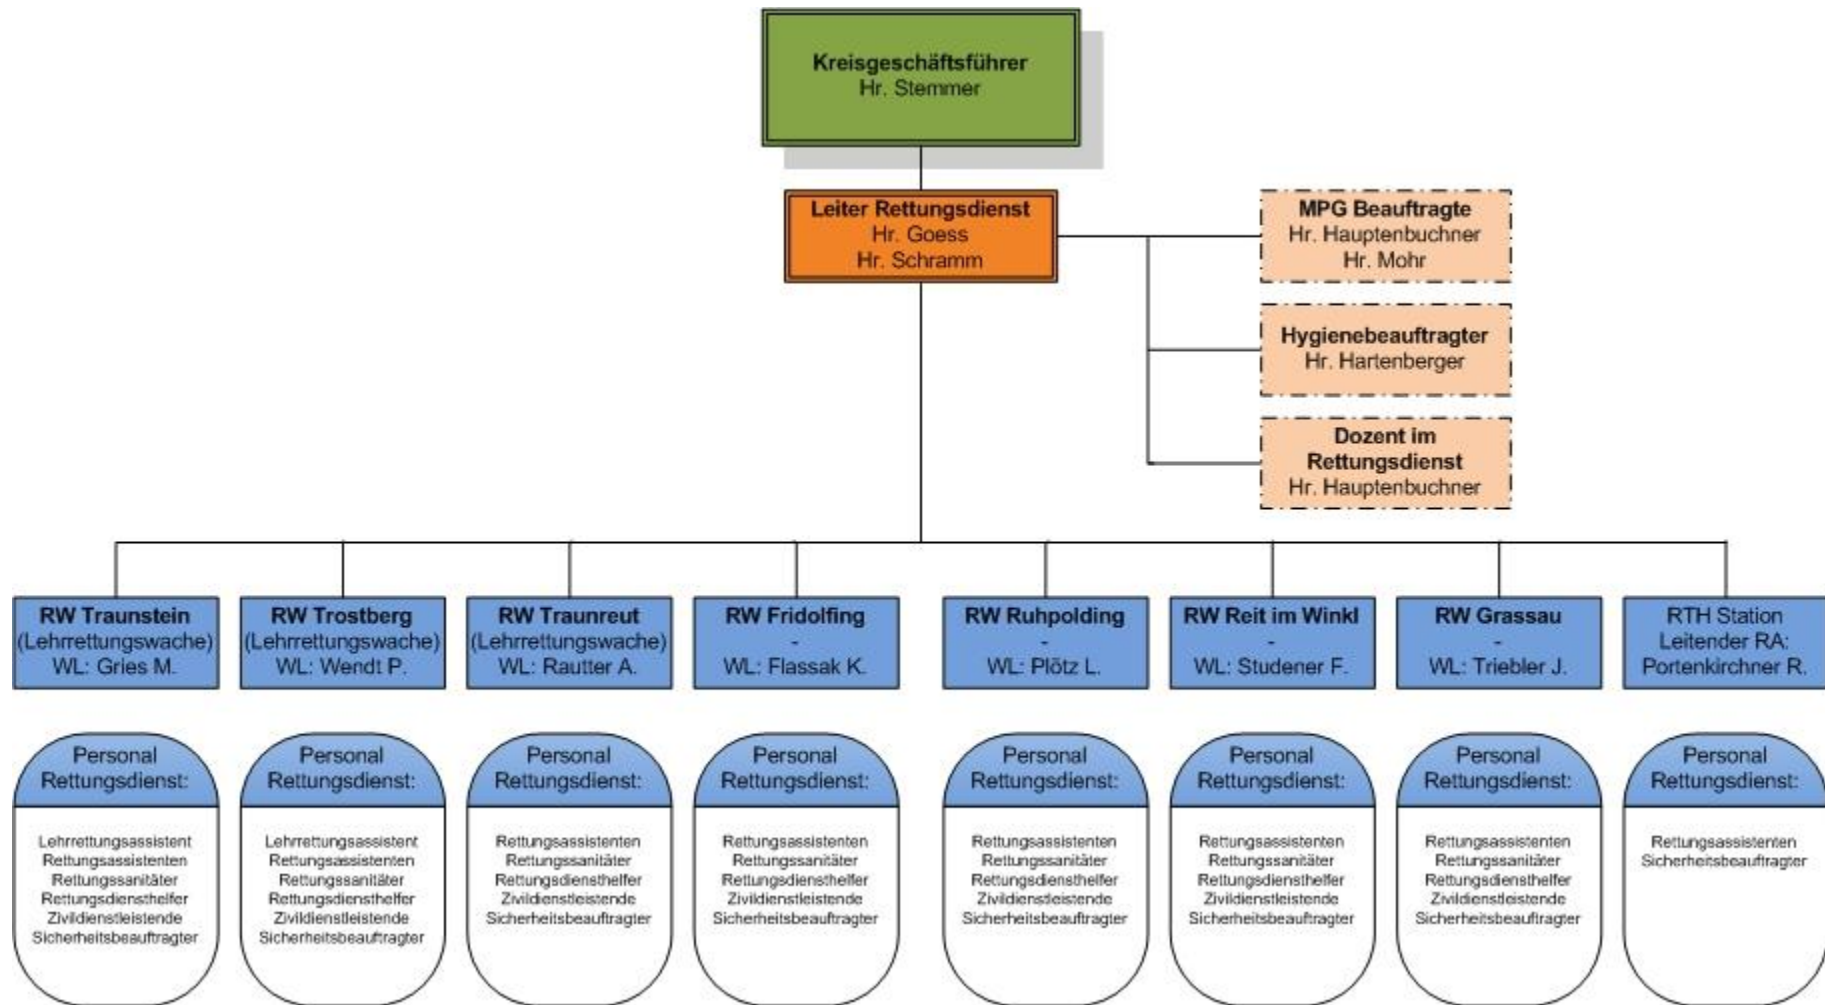 Kreisgeschäftsführer
Hr. Stemmer
Leiter Rettungsdienst
Hr. Goess
Hr. Schramm
MPG Beauftragte
Hr. Hauptenbuchner
Hr. Mohr
Hygienebeauftragter
Hr. Hartenberger
Dozent im
Rettungsdienst
Hr. Hauptenbuchner
RW Traunstein
(Lehrrettungswache)
WL: Gries M.
RW Trostberg
(Lehrrettungswache)
WL: Wendt P.
RW Traunreut
(Lehrrettungswache)
WL: Rautter A.
RW Fridolfing
-
WL: Flassak K.
RW Ruhpolding
-
WL: Plötz L.
RW Reit im Winkl
-
WL: Studener F.
RW Grassau
-
WL: Triebler J.
RTH Station
Leitender RA:
Portenkirchner R.
Personal
Rettungsdienst:
Lehrrettungsassistent
Rettungsassistenten
Rettungssanitäter
Rettungsdiensthelfer
Zivildienstleistende
Sicherheitsbeauftragter
Personal
Rettungsdienst:
Lehrrettungsassistent
Rettungsassistenten
Rettungssanitäter
Rettungsdiensthelfer
Zivildienstleistende
Sicherheitsbeauftragter
Personal
Rettungsdienst:
Rettungsassistenten
Rettungssanitäter
Rettungsdiensthelfer
Zivildienstleistende
Sicherheitsbeauftragter
Personal
Rettungsdienst:
Rettungsassistenten
Rettungssanitäter
Rettungsdiensthelfer
Zivildienstleistende
Sicherheitsbeauftragter
Personal
Rettungsdienst:
Rettungsassistenten
Rettungssanitäter
Rettungsdiensthelfer
Zivildienstleistende
Sicherheitsbeauftragter
Personal
Rettungsdienst:
Rettungsassistenten
Rettungssanitäter
Rettungsdiensthelfer
Zivildienstleistende
Sicherheitsbeauftragter
Personal
Rettungsdienst:
Rettungsassistenten
Rettungssanitäter
Rettungsdiensthelfer
Zivildienstleistende
Sicherheitsbeauftragter
Personal
Rettungsdienst:
Rettungsassistenten
Sicherheitsbeauftragter